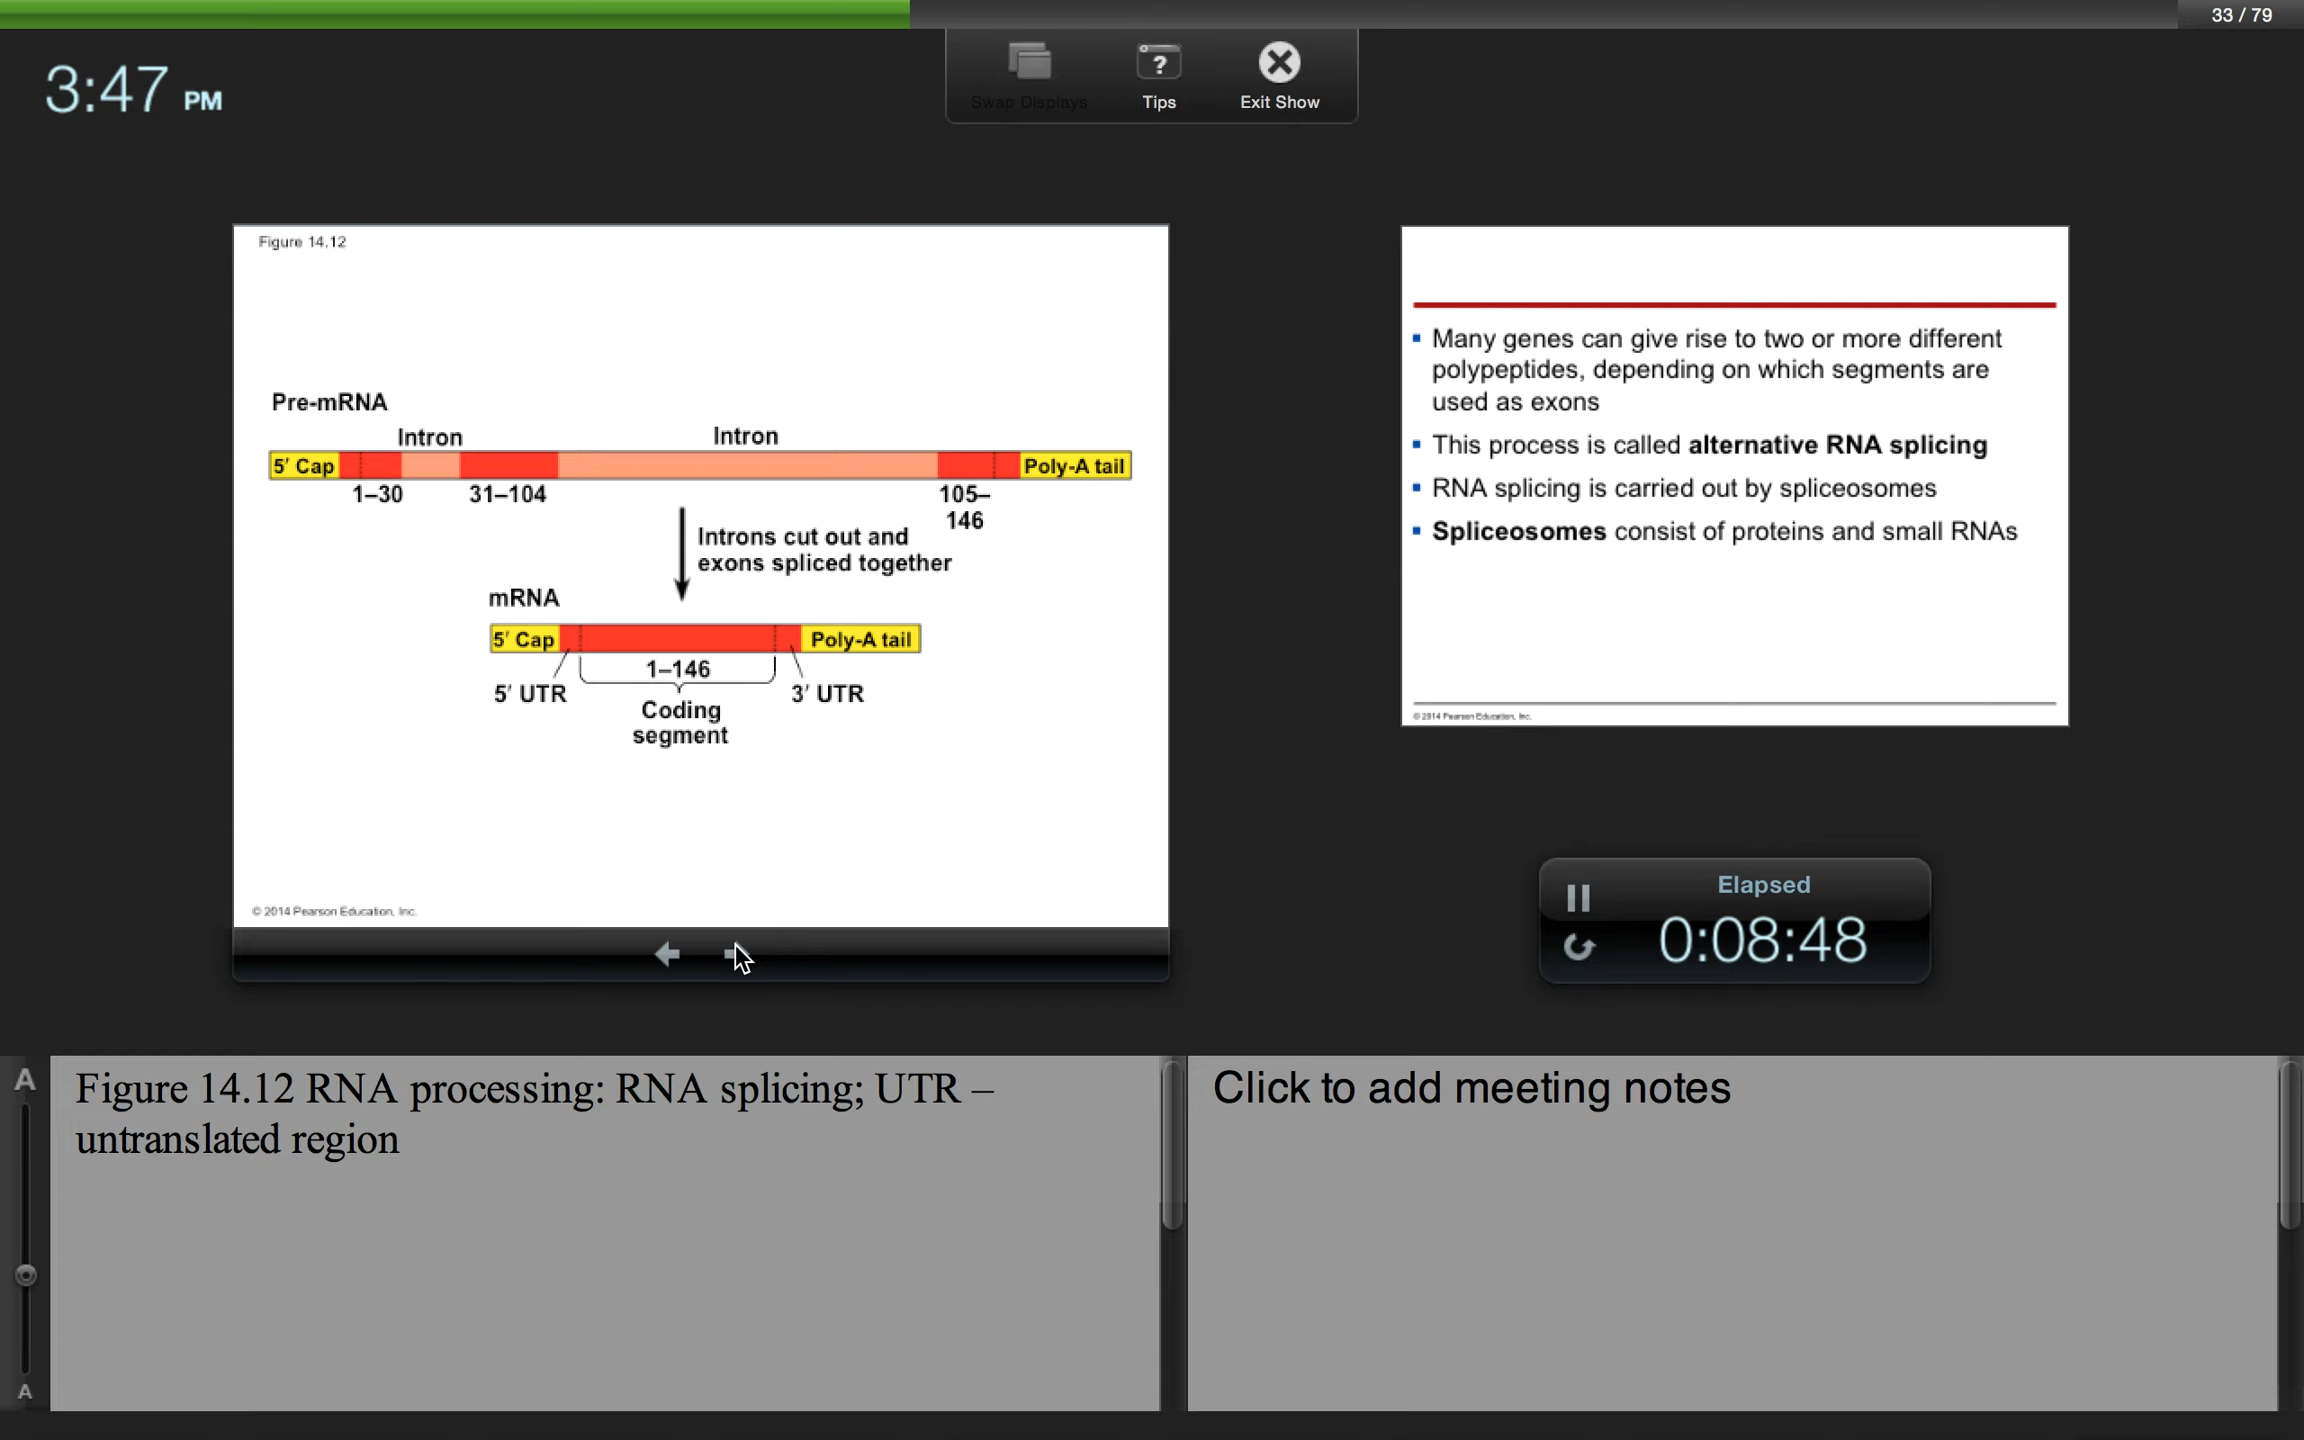 33 / 79
3:47 PM
Swap Displays
Tips
Exit Show
Figure 14.12
Pre-mRNA
Intron
Intron
5′ Cap
Poly-A tail
1–30
31–104
105–
146
Introns cut out and
exons spliced together
mRNA
5′ Cap
Poly-A tail
1–146
5′ UTR
3′ UTR
Coding
segment
© 2014 Pearson Education, Inc.
▪ Many genes can give rise to two or more different
polypeptides, depending on which segments are
used as exons
▪ This process is called alternative RNA splicing
▪ RNA splicing is carried out by spliceosomes
▪ Spliceosomes consist of proteins and small RNAs
© 2014 Pearson Education, Inc.
Elapsed
0:08:48
A
A
Figure 14.12 RNA processing: RNA splicing; UTR –
untranslated region
Click to add meeting notes